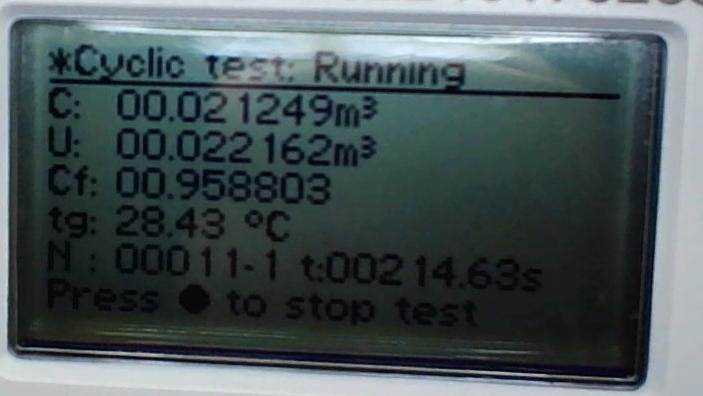 *Cyclic test: Running
C: 00.021249m³
U: 00.022162m³
Cf: 00.958803
tg: 28.43 °C
N : 00011-1 t:00214.63s
Press ● to stop test